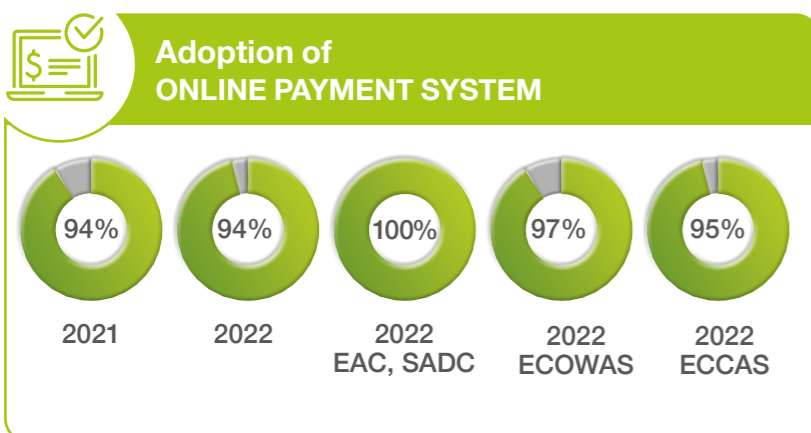 $
Adoption of
ONLINE PAYMENT SYSTEM
94%
94%
100%
97%
95%
2021
2022
2022
EAC, SADC
2022
ECOWAS
2022
ECCAS